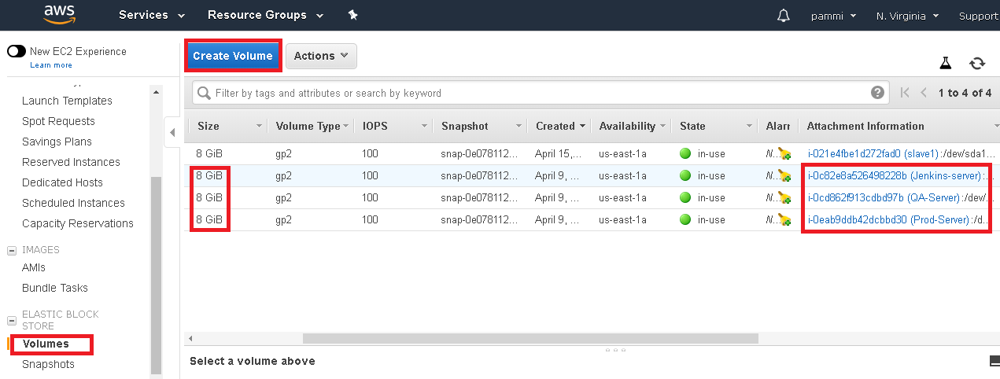 aws Services Resource Groups pammi N. Virginia Support
New EC2 Experience
Learn more
Create Volume Actions
Filter by tags and attributes or search by keyword 1 to 4 of 4
Launch Templates
Spot Requests
Savings Plans
Reserved Instances
Dedicated Hosts
Scheduled Instances
Capacity Reservations
IMAGES
AMIs
Bundle Tasks
ELASTIC BLOCK
STORE
Volumes
Snapshots
Size Volume Type IOPS Snapshot Created Availability State Alarr Attachment Information
8 GiB gp2 100 snap-0e078112... April 15,... us-east-1a in-use N... i-021e4fbe1d272fad0 (slave1):/dev/sda1...
8 GiB gp2 100 snap-0e078112... April 9, ... us-east-1a in-use N... i-0c82e8a526498228b (Jenkins-server):...
8 GiB gp2 100 snap-0e078112... April 9, ... us-east-1a in-use N... i-0cd862f913cdbd97b (QA-Server):/dev/...
8 GiB gp2 100 snap-0e078112... April 9, ... us-east-1a in-use N... i-0eab9ddb42dcbbd30 (Prod-Server):/d...
Select a volume above